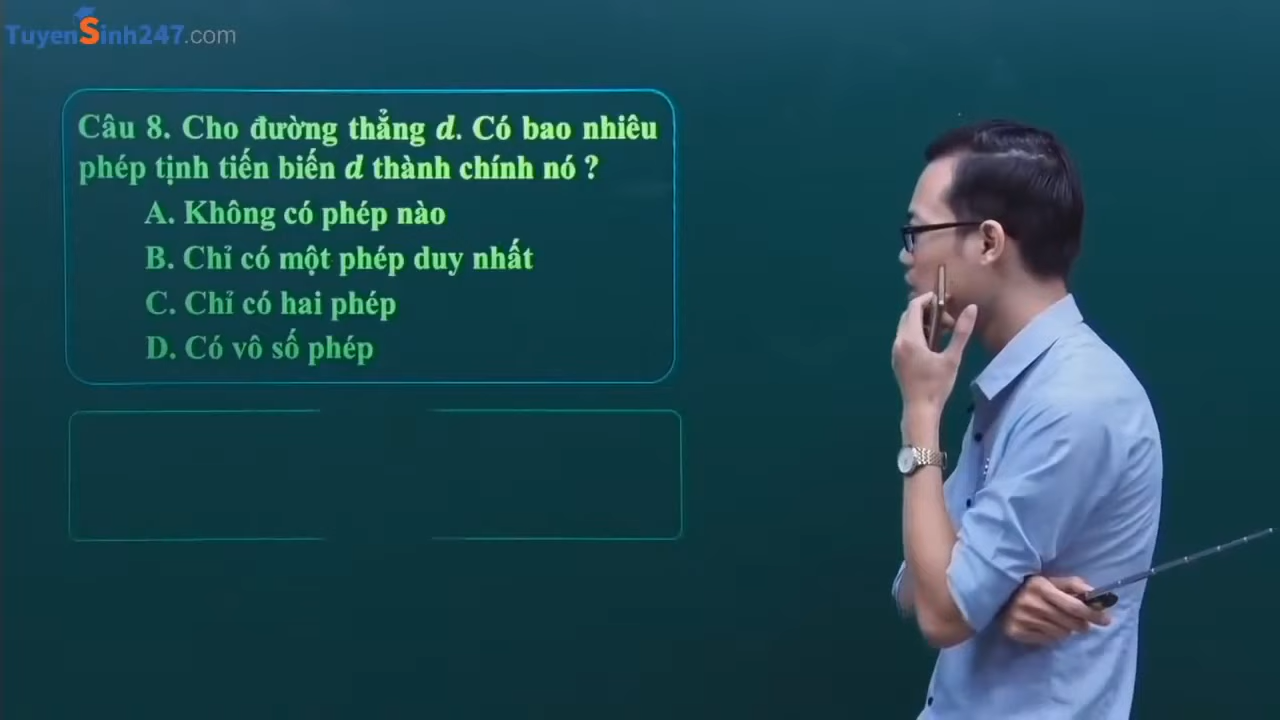 TuyenSinh247.com
Câu 8. Cho đường thẳng d. Có bao nhiêu
phép tịnh tiến biến d thành chính nó ?
A. Không có phép nào
B. Chỉ có một phép duy nhất
C. Chỉ có hai phép
D. Có vô số phép